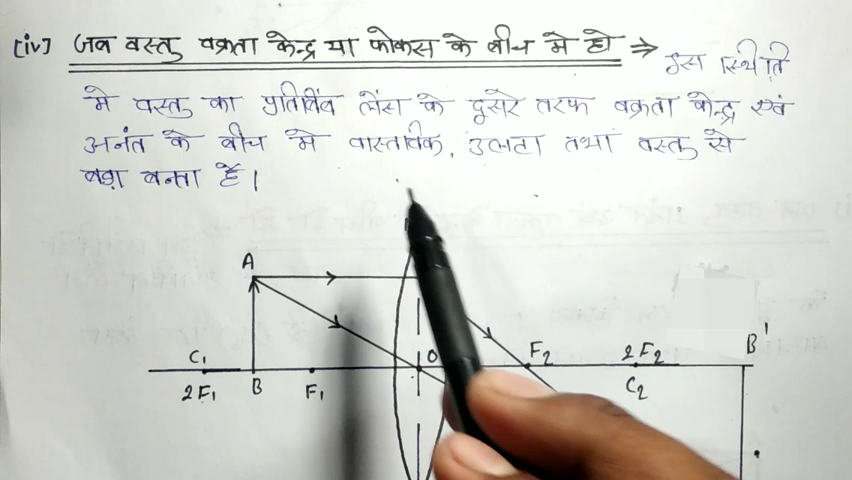 (iv) जब वस्तु वक्रता केन्द्र या फोकस के बीच मे हो ⇒ इस स्थिति
मे वस्तु का प्रतिबिंब लेंस के दूसरे तरफ वक्रता केन्द्र एवं
अनंत के बीच मे वास्तविक, उलटा तथा वस्तु से
बड़ा बनता है।
A
C₁ O F₂ 2F₂ B'
2F₁ B F₁ C₂